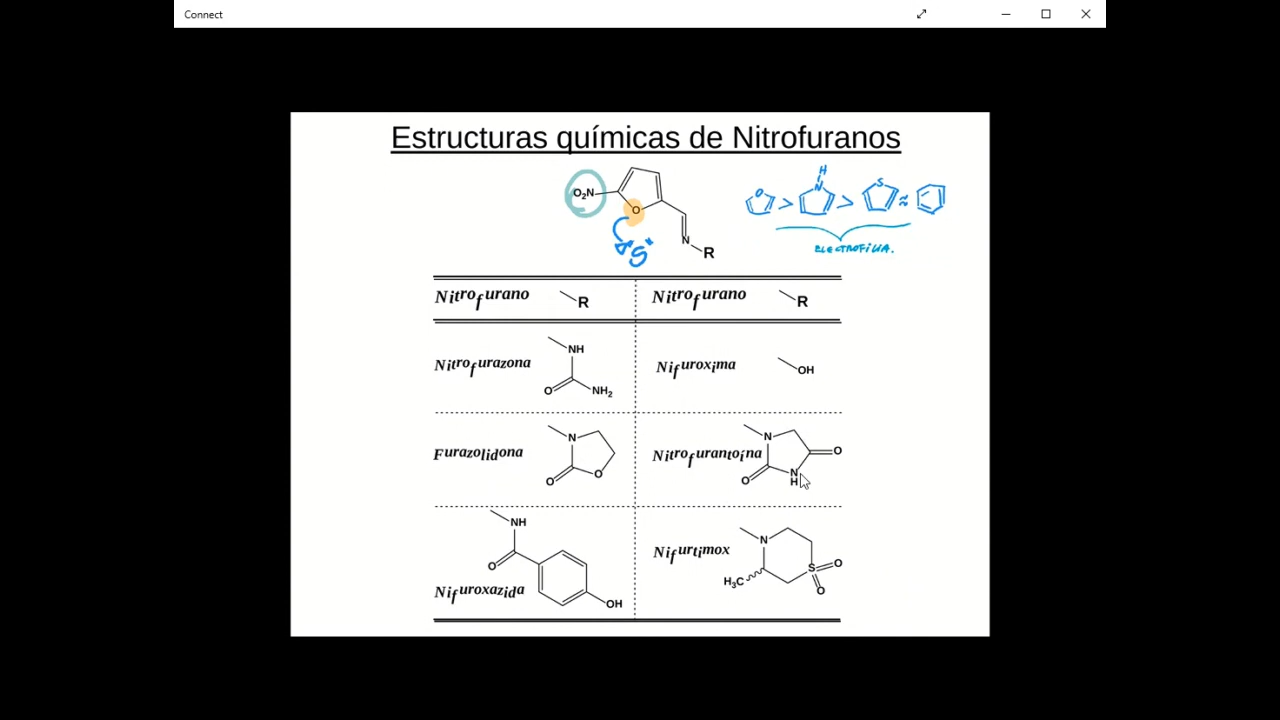 Connect
Estructuras químicas de Nitrofuranos
O₂N
O
N
R
S*
O > N H > S ≈
ELECTROFILIA.
Nitrofurano R Nitrofurano R
Nitrofurazona NH O NH₂ Nifuroxima OH
Furazolidona N O O Nitrofurantoína N O O N H
Nifuroxazida NH O OH Nifurtimox N H₃C S O O